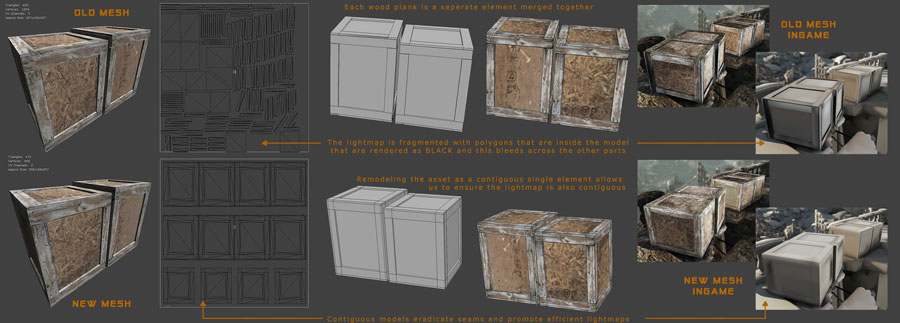 OLD MESH
Each wood plank is a seperate element merged together
OLD MESH
INGAME
The lightmap is fragmented with polygons that are inside the model
that are rendered as BLACK and this bleeds across the other parts
Remodeling the asset as a contiguous single element allows
us to ensure the lightmap is also contiguous
NEW MESH
INGAME
NEW MESH
Contiguous models eradicate seams and promote efficient lightmaps